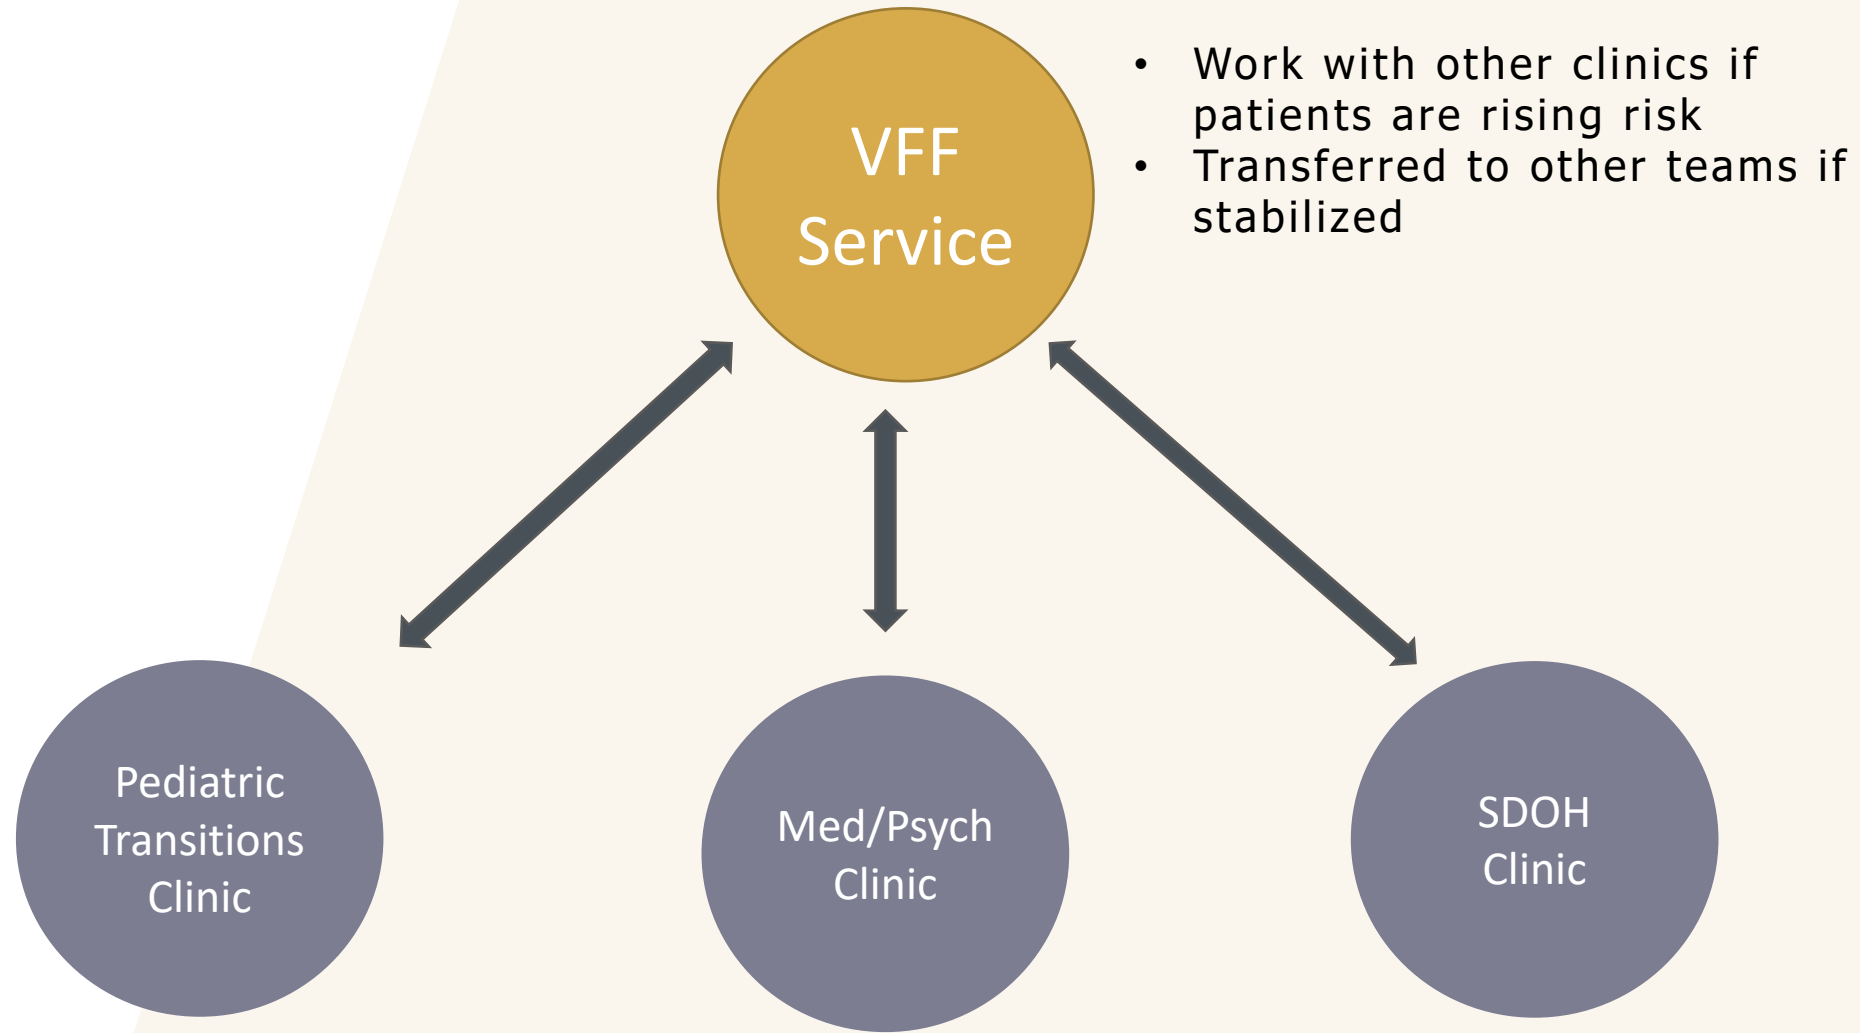 VFF
Service
• Work with other clinics if
patients are rising risk
• Transferred to other teams if
stabilized
Pediatric
Transitions
Clinic
Med/Psych
Clinic
SDOH
Clinic